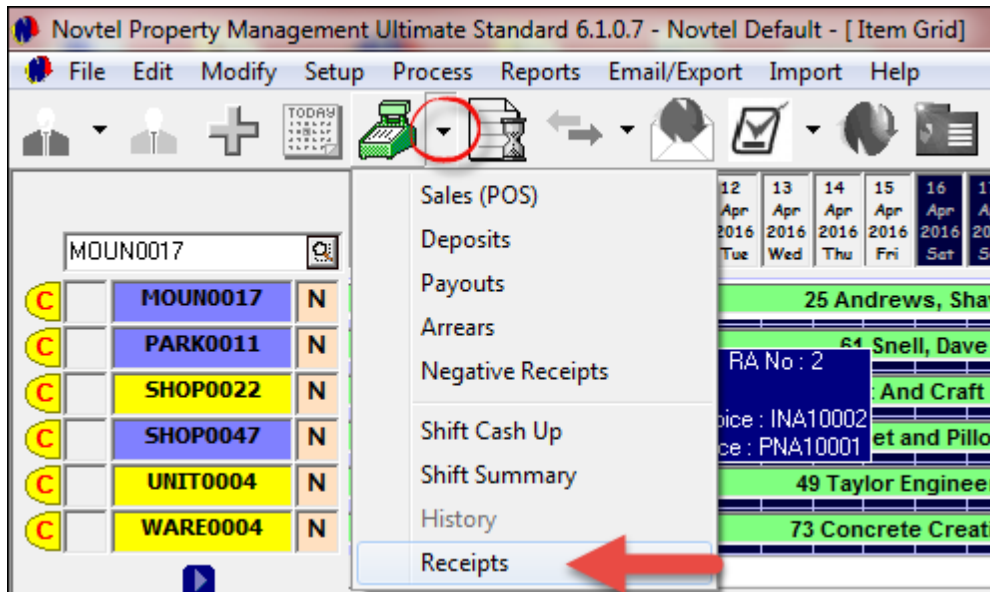 Novtel Property Management Ultimate Standard 6.1.0.7 - Novtel Default - [ Item Grid]
File Edit Modify Setup Process Reports Email/Export Import Help
TODAY
12 13 14 15 16
Apr Apr Apr Apr Apr
2016 2016 2016 2016 2016
Tue Wed Thu Fri Sat
MOUN0017
Sales (POS)
Deposits
Payouts
Arrears
Negative Receipts
Shift Cash Up
Shift Summary
History
Receipts
C MOUN0017 N 25 Andrews,
C PARK0011 N 61 Snell, Dave
C SHOP0022 N And Craft
C SHOP0047 N and Pillo
C UNIT0004 N 49 Taylor
C WARE0004 N 73 Concrete
RA No : 2
: INA10002
: PNA10001